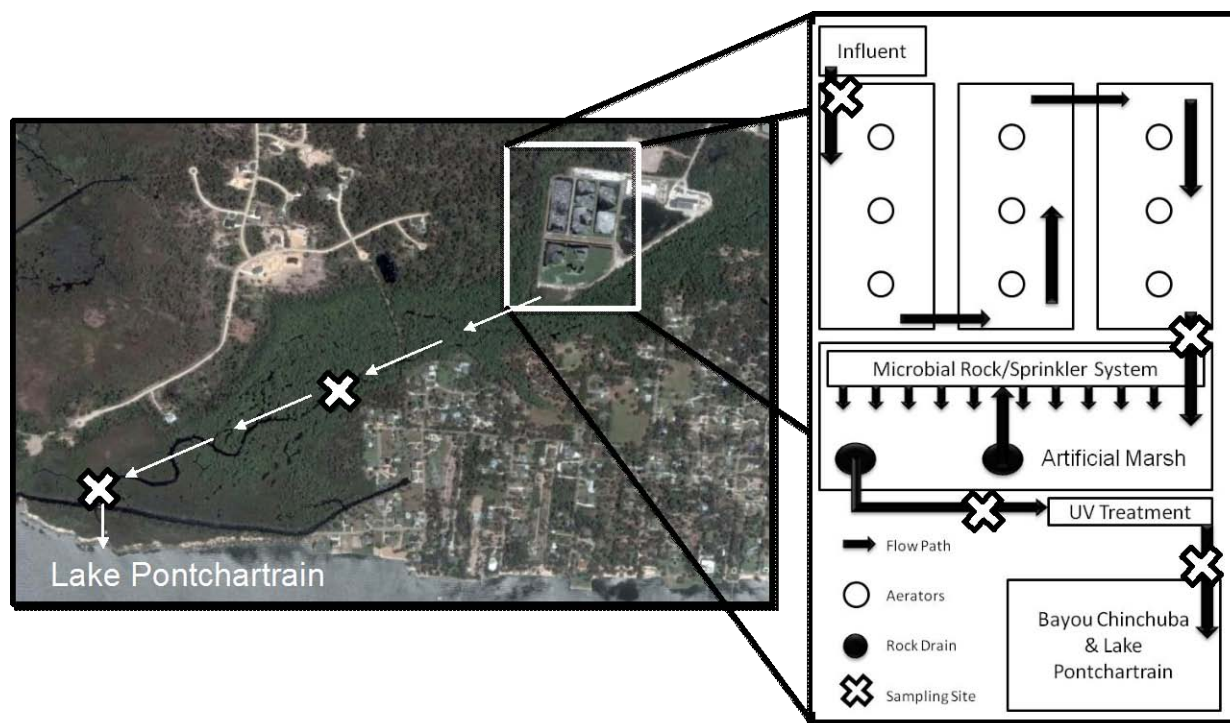 Lake Pontchartrain
Influent
Microbial Rock/Sprinkler System
Artificial Marsh
UV Treatment
Flow Path
Aerators
Rock Drain
Sampling Site
Bayou Chinchuba
& Lake
Pontchartrain